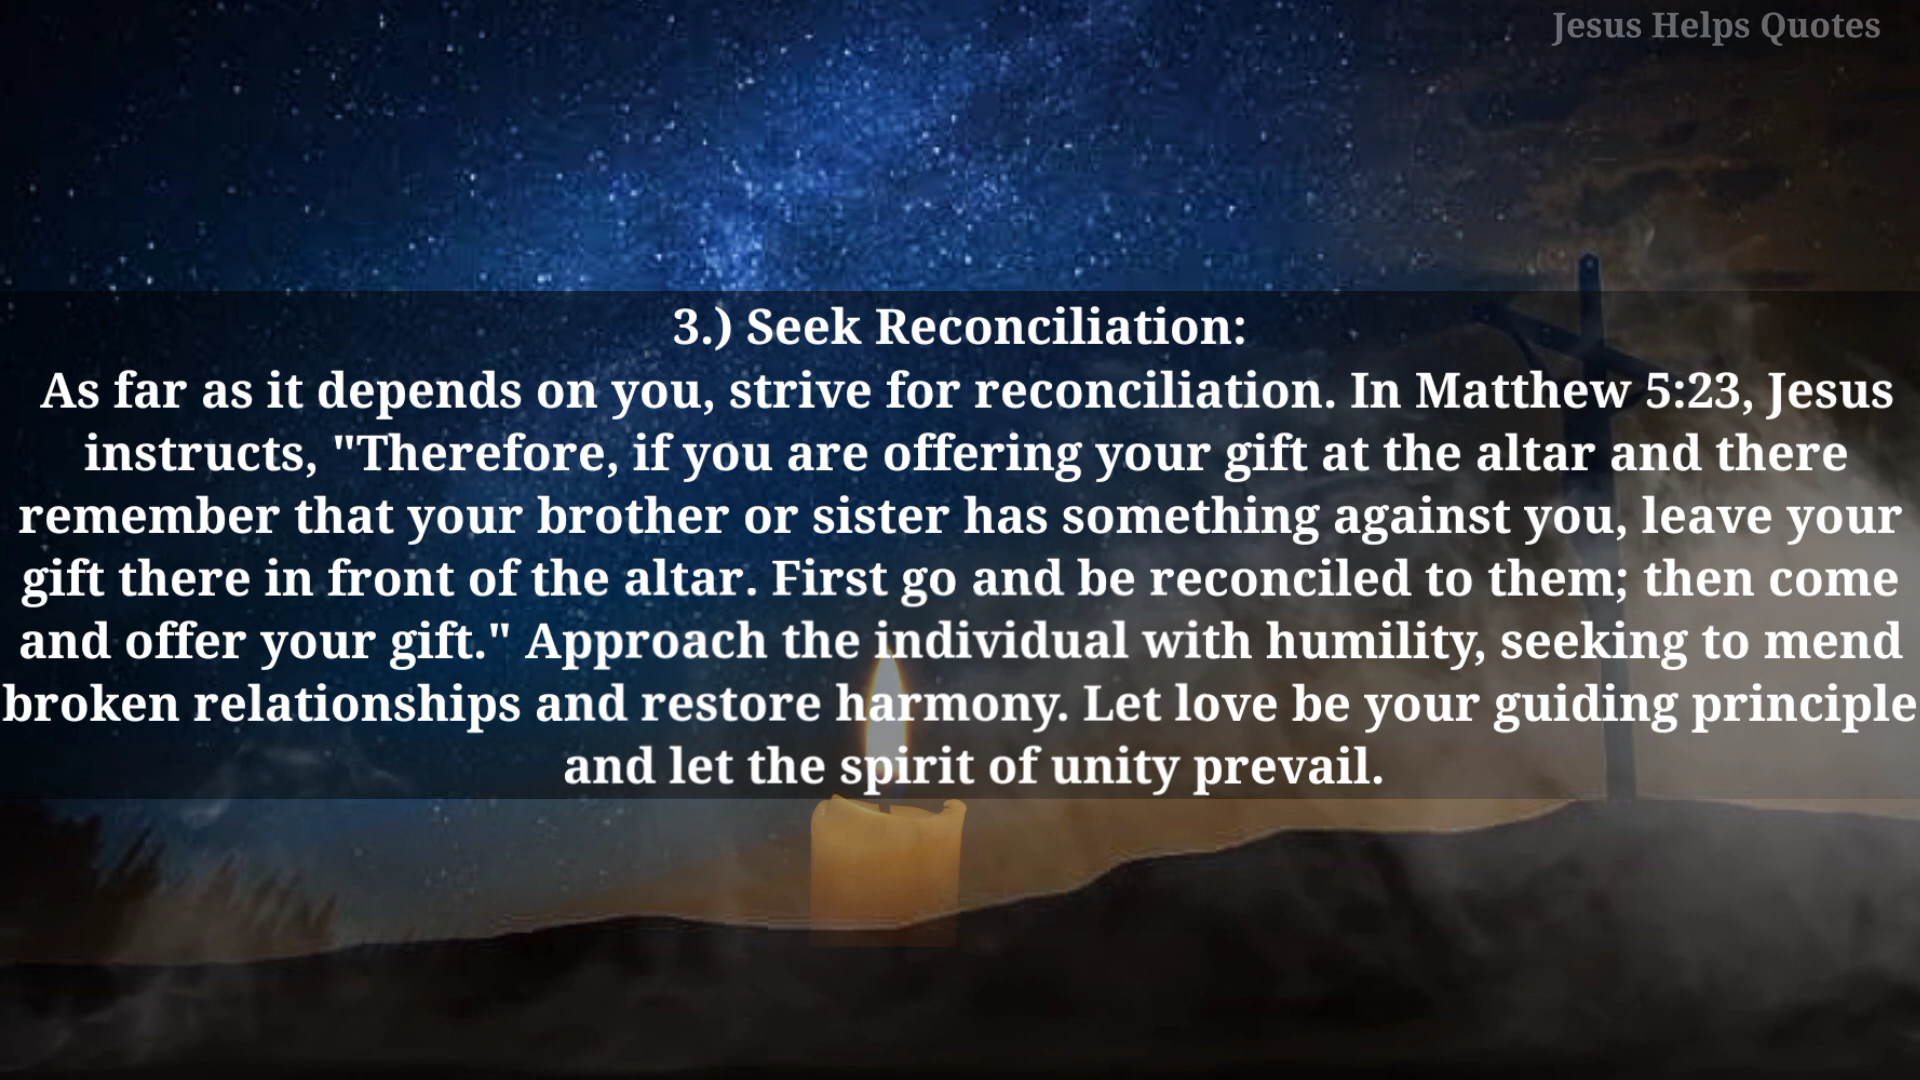 Jesus Helps Quotes
3.) Seek Reconciliation:
As far as it depends on you, strive for reconciliation. In Matthew 5:23, Jesus
instructs, "Therefore, if you are offering your gift at the altar and there
remember that your brother or sister has something against you, leave your
gift there in front of the altar. First go and be reconciled to them; then come
and offer your gift." Approach the individual with humility, seeking to mend
broken relationships and restore harmony. Let love be your guiding principle
and let the spirit of unity prevail.